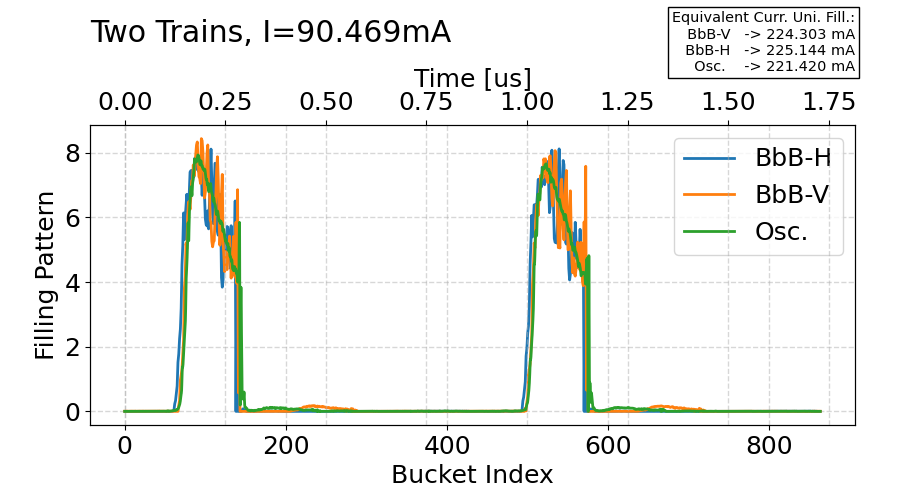 Two Trains, I=90.469mA
Equivalent Curr. Uni. Fill.:
BbB-V -> 224.303 mA
BbB-H -> 225.144 mA
Osc. -> 221.420 mA
Time [us]
0.00 0.25 0.50 0.75 1.00 1.25 1.50 1.75
Filling Pattern
8
6
4
2
0
BbB-H
BbB-V
Osc.
0 200 400 600 800
Bucket Index